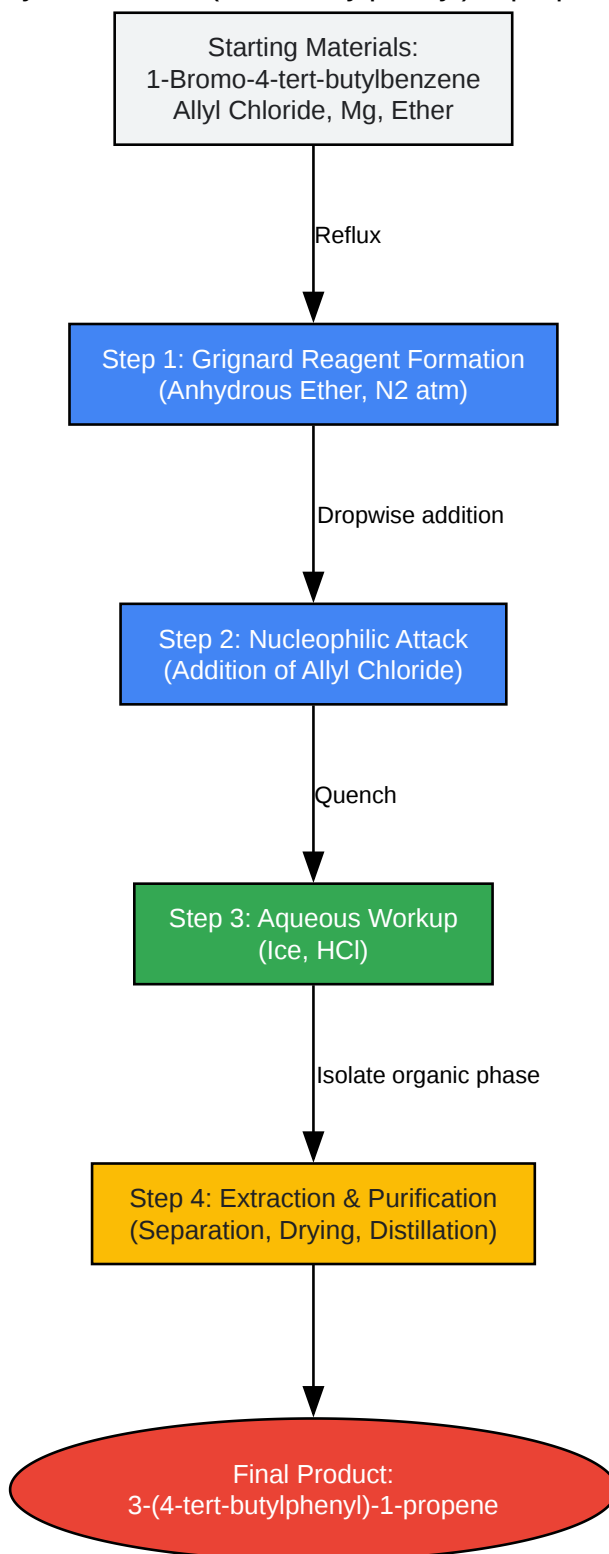 Starting Materials:
1-Bromo-4-tert-butylbenzene
Allyl Chloride, Mg, Ether
Reflux
Step 1: Grignard Reagent Formation
(Anhydrous Ether, N2 atm)
Dropwise addition
Step 2: Nucleophilic Attack
(Addition of Allyl Chloride)
Quench
Step 3: Aqueous Workup
(Ice, HCl)
Isolate organic phase
Step 4: Extraction & Purification
(Separation, Drying, Distillation)
Final Product:
3-(4-tert-butylphenyl)-1-propene